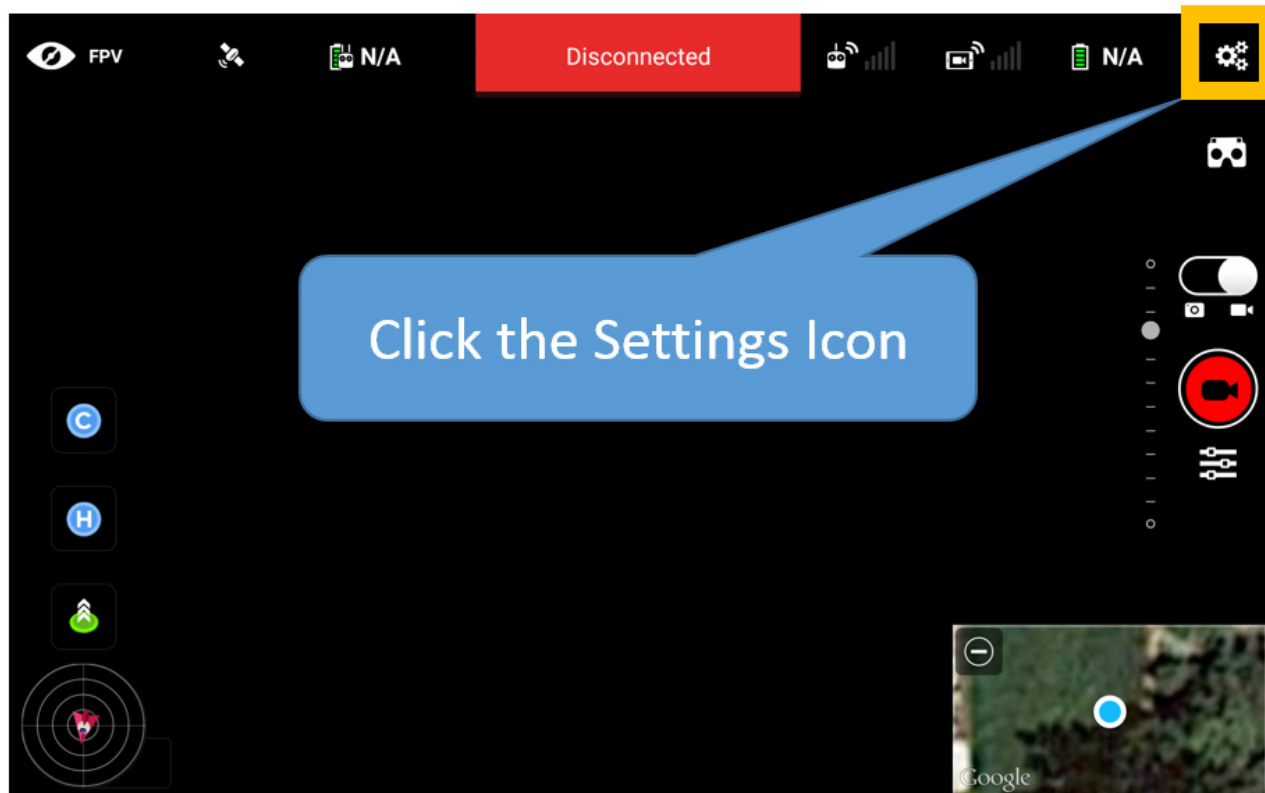 FPV
N/A
Disconnected
N/A
Click the Settings Icon
C
H
Google